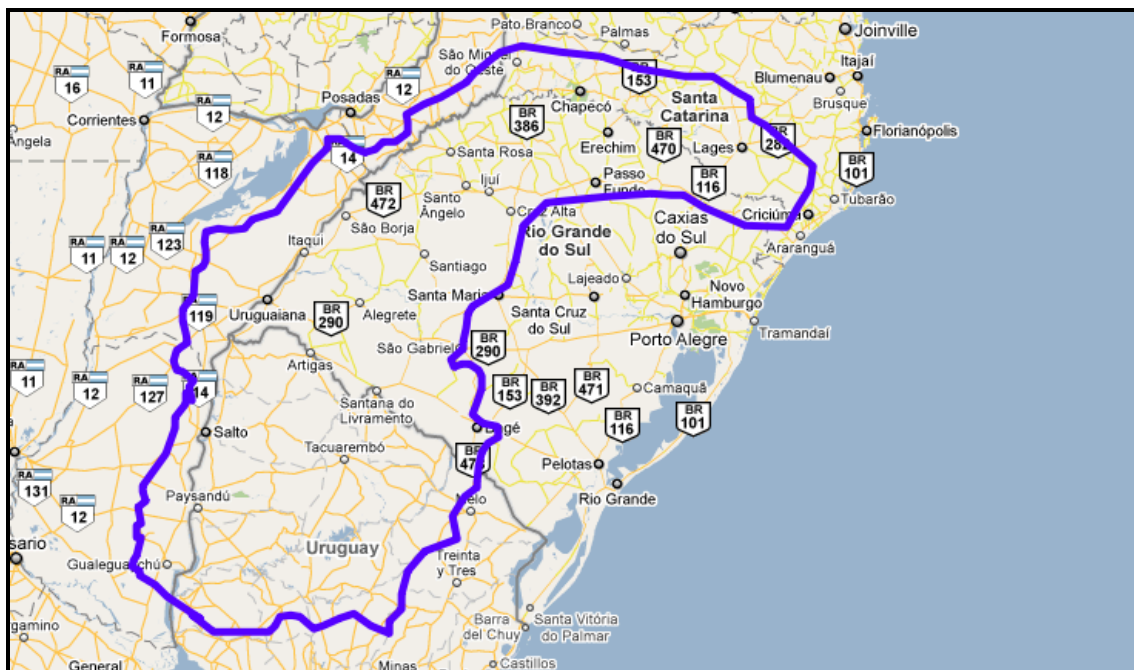 Formosa
Pato Branco
Palmas
Joinville
São Miguel
do Oeste
Itajaí
RA
16
RA
11
RA
12
BR
153
Blumenau
Brusque
Posadas
Chapecó
Santa
Catarina
Corrientes
RA
12
BR
386
Florianópolis
Ángela
Erechim
BR
470
Lages
BR
282
RA
14
Santa Rosa
RA
118
BR
101
Passo
Fundo
BR
116
Ijuí
Santo
Ângelo
BR
472
Tubarão
Cruz Alta
Criciúma
São Borja
Caxias
do Sul
Rio Grande
do Sul
Araranguá
RA
11
RA
12
RA
123
Itaqui
Santiago
Lajeado
Novo
Hamburgo
Santa Maria
Uruguaiana
RA
119
Alegrete
Santa Cruz
do Sul
BR
290
Porto Alegre
Tramandaí
São Gabriel
BR
290
Artigas
RA
11
RA
12
RA
127
RA
14
BR
153
BR
392
BR
471
Camaquã
Santana do
Livramento
BR
116
BR
101
Salto
Bagé
Tacuarembó
BR
Pelotas
RA
131
Rio Grande
Paysandú
Melo
RA
12
Uruguay
sario
Gualeguaychú
Treinta
y Tres
Barra
del Chuy
Santa Vitória
do Palmar
rgamino
General
Minas
Castillos